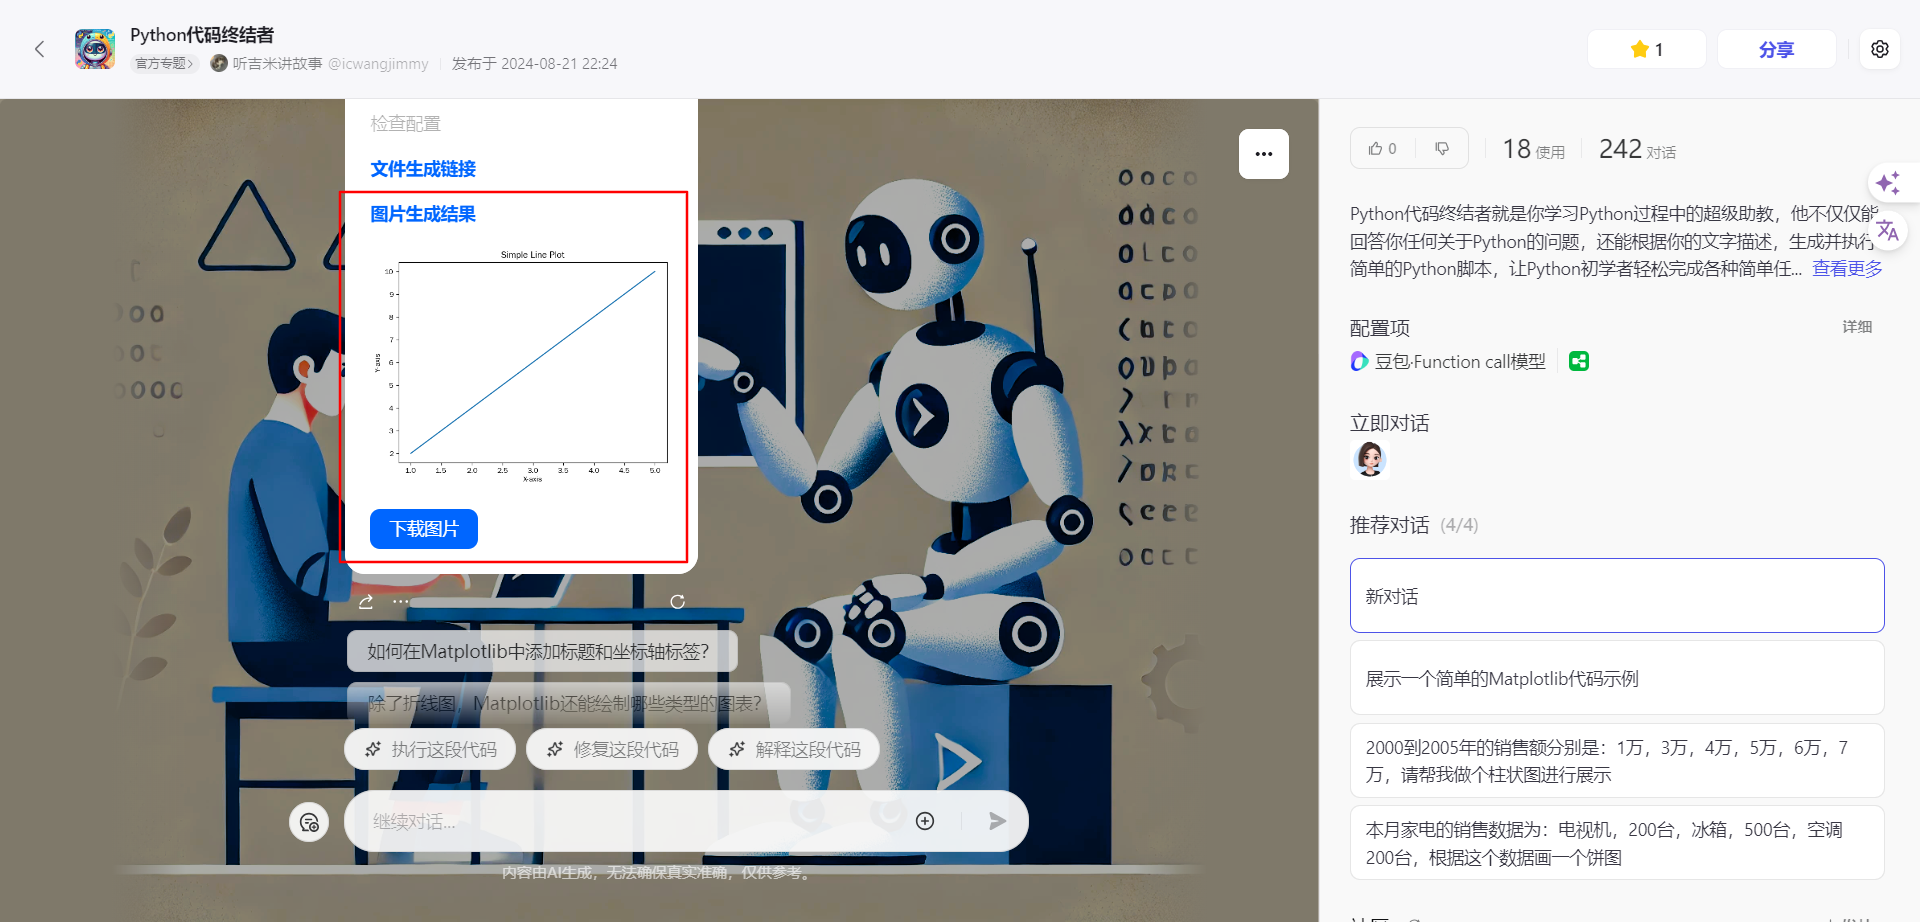 Python代码终结者
官方专题
听吉米讲故事 @icwangjimmy
发布于 2024-08-21 22:24
1
分享
检查配置
文件生成链接
图片生成结果
Simple Line Plot
10
9
8
7
6
5
4
3
2
Y-axis
1.0 1.5 2.0 2.5 3.0 3.5 4.0 4.5 5.0
X-axis
下载图片
如何在Matplotlib中添加标题和坐标轴标签？
除了折线图，Matplotlib还能绘制哪些类型的图表？
执行这段代码
修复这段代码
解释这段代码
继续对话...
内容由AI生成，无法确保真实准确，仅供参考。
0
18 使用
242 对话
Python代码终结者就是你学习Python过程中的超级助教，他不仅仅能
回答你任何关于Python的问题，还能根据你的文字描述，生成并执行
简单的Python脚本，让Python初学者轻松完成各种简单任... 查看更多
配置项
详细
豆包·Function call模型
立即对话
推荐对话 (4/4)
新对话
展示一个简单的Matplotlib代码示例
2000到2005年的销售额分别是：1万，3万，4万，5万，6万，7
万，请帮我做个柱状图进行展示
本月家电的销售数据为：电视机，200台，冰箱，500台，空调
200台，根据这个数据画一个饼图